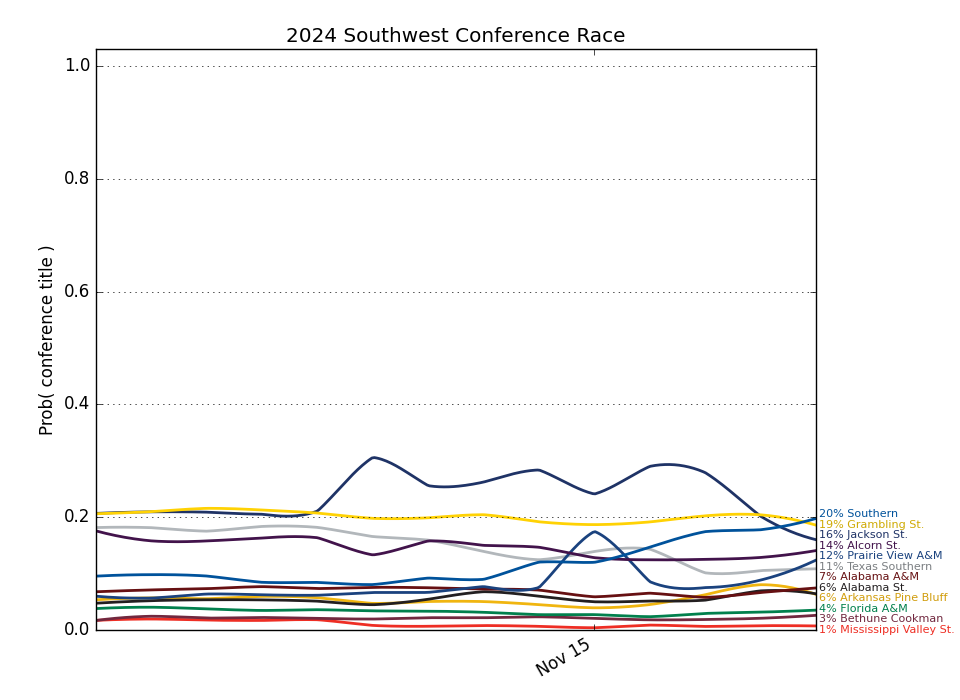 2024 Southwest Conference Race
Prob( conference title )
1.0
0.8
0.6
0.4
0.2
0.0
Nov 15
20% Southern
19% Grambling St.
16% Jackson St.
14% Alcorn St.
12% Prairie View A&M
11% Texas Southern
7% Alabama A&M
6% Alabama St.
6% Arkansas Pine Bluff
4% Florida A&M
3% Bethune Cookman
1% Mississippi Valley St.